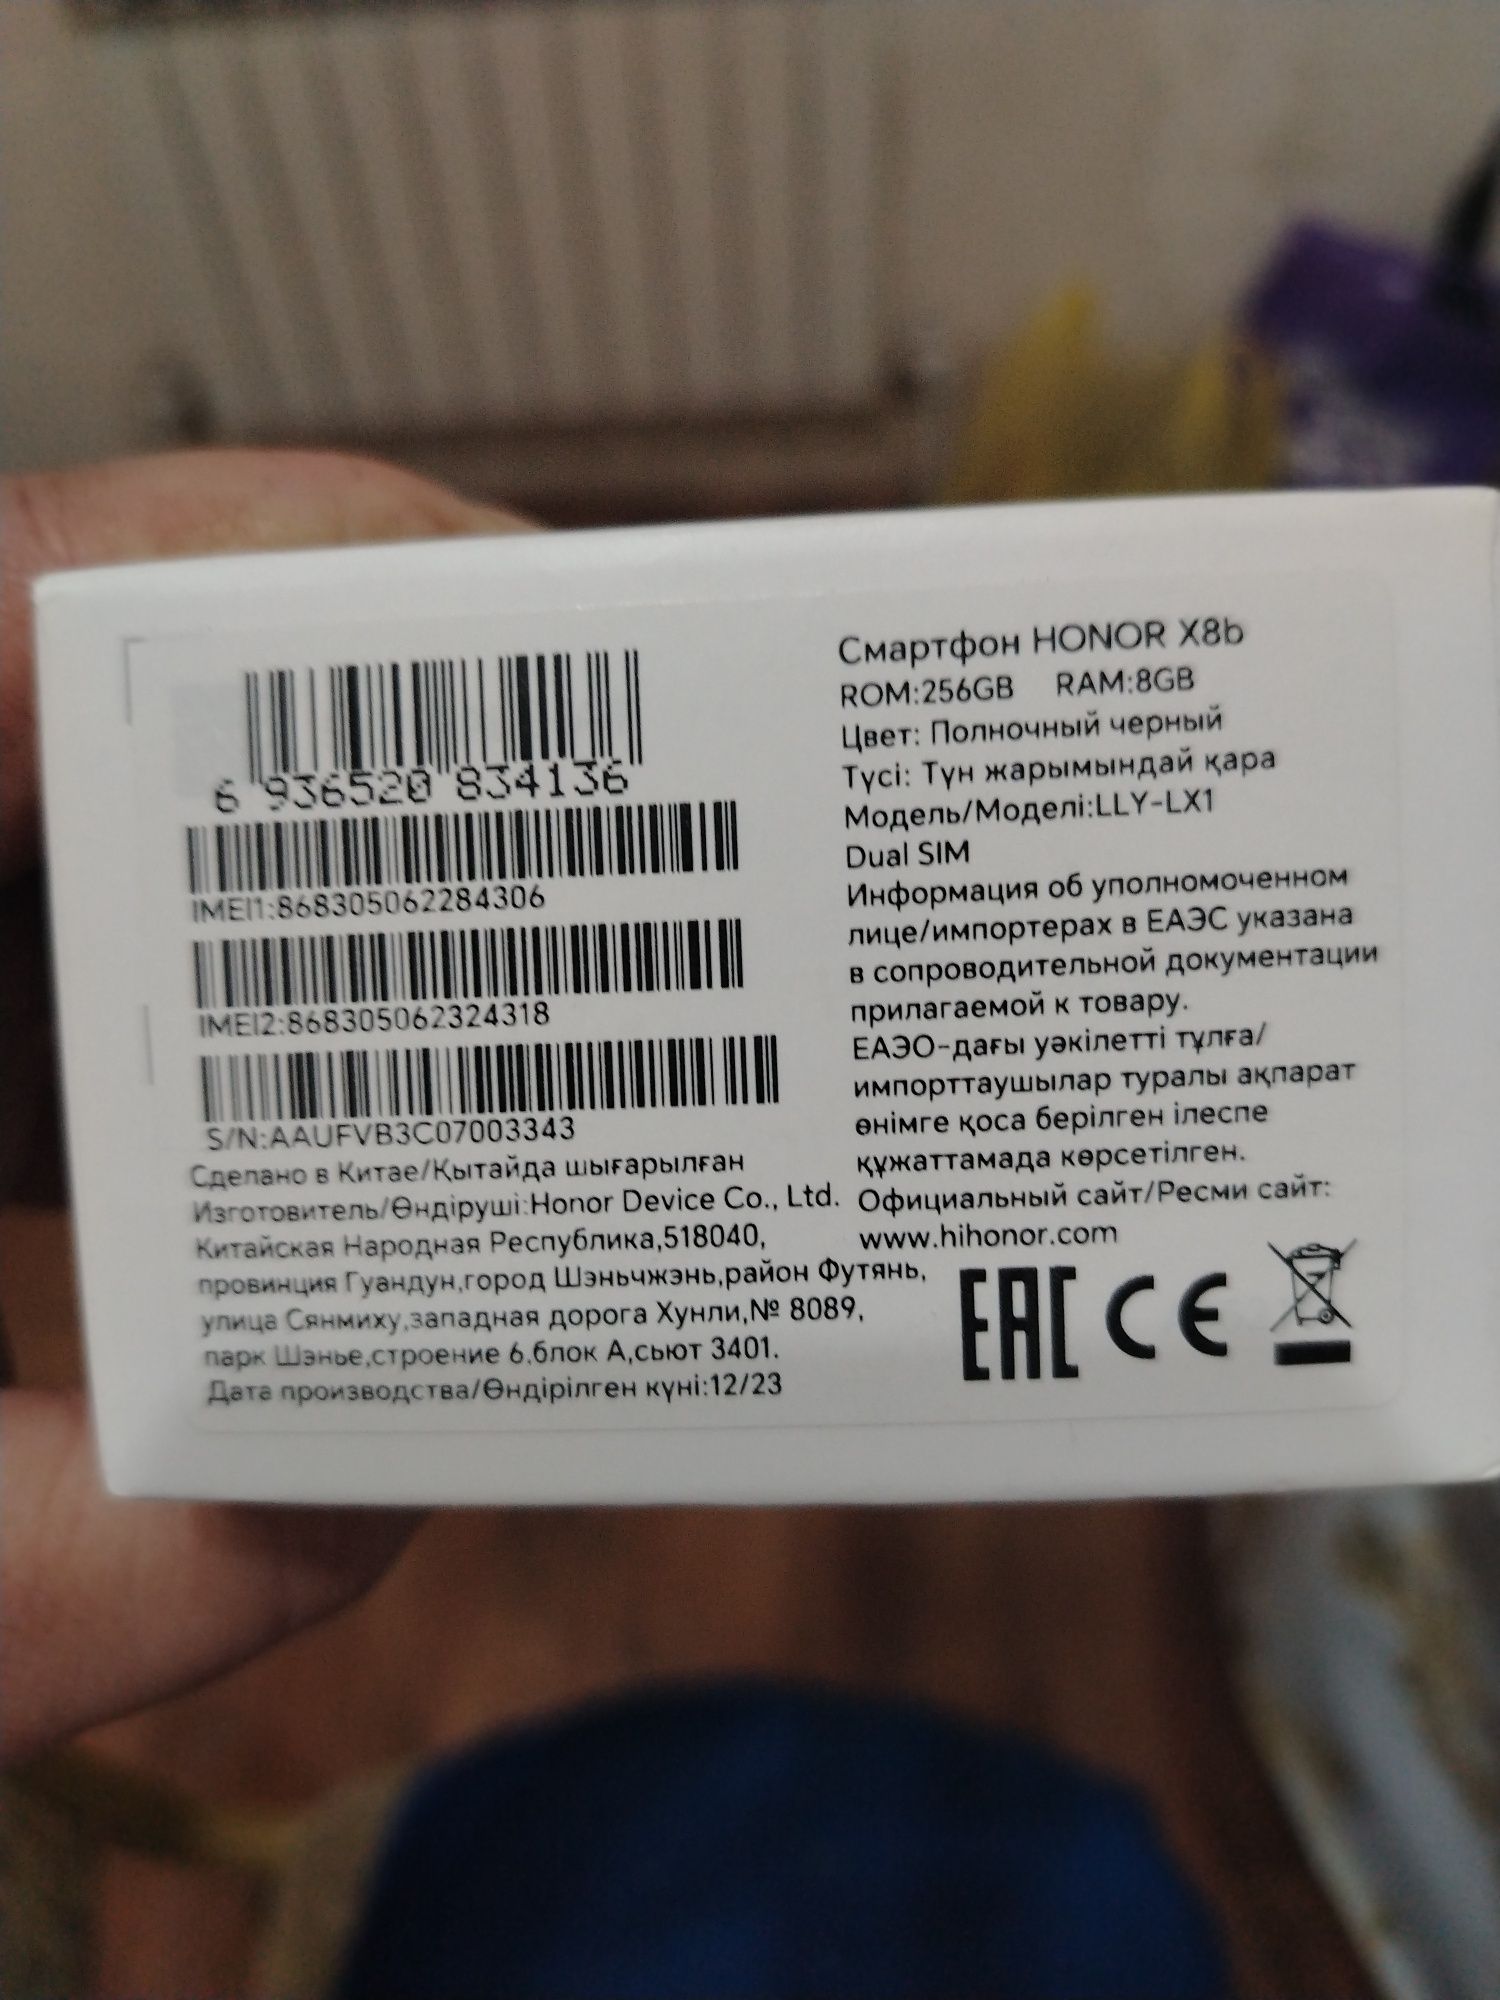 6 936520 834136
IMEI1:868305062284306
IMEI2:868305062324318
S/N:AAUFVB3C07003343
Сделано в Китае/Қытайда шығарылған
Изготовитель/Өндіруші:Honor Device Co., Ltd.
Китайская Народная Республика,518040,
провинция Гуандун,город Шэньчжэнь,район Футянь,
улица Сянмиху,западная дорога Хунли,№ 8089,
парк Шэнье,строение 6,блок А,сьют 3401.
Дата производства/Өндірілген күні:12/23
Смартфон HONOR X8b
ROM:256GB RAM:8GB
Цвет: Полночный черный
Түсі: Түн жарымындай қара
Модель/Моделі:LLY-LX1
Dual SIM
Информация об уполномоченном
лице/импортерах в ЕАЭС указана
в сопроводительной документации
прилагаемой к товару.
ЕАЭО-дағы уәкілетті тұлға/
импорттаушылар туралы ақпарат
өнімге қоса берілген ілеспе
құжаттамада көрсетілген.
Официальный сайт/Ресми сайт:
www.hihonor.com
EAC CE